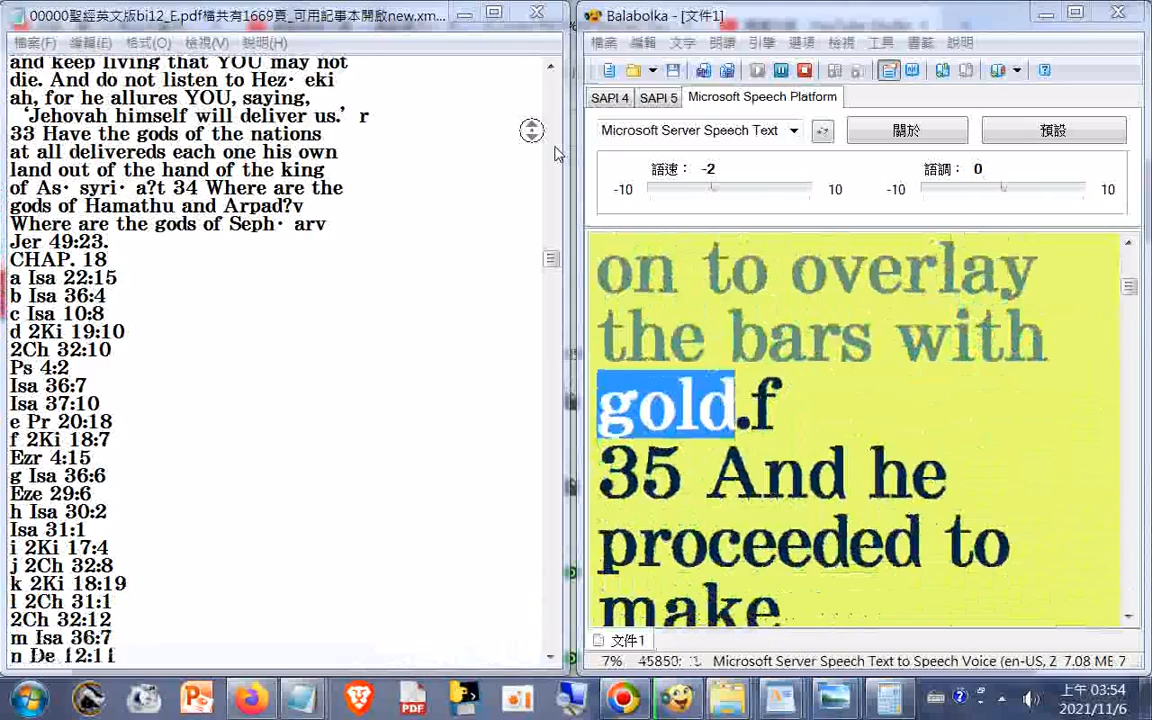 00000聖經英文版bi12_E.pdf檔共有1669頁_可用記事本開啟new.xm...
檔案(F) 編輯(E) 格式(O) 檢視(V) 說明(H)
and keep living that YOU may not
die. And do not listen to Hez· eki
ah, for he allures YOU, saying,
‘Jehovah himself will deliver us.’ r
33 Have the gods of the nations
at all delivereds each one his own
land out of the hand of the king
of As· syri· a?t 34 Where are the
gods of Hamathu and Arpad?v
Where are the gods of Seph· arv
Jer 49:23.
CHAP. 18
a Isa 22:15
b Isa 36:4
c Isa 10:8
d 2Ki 19:10
2Ch 32:10
Ps 4:2
Isa 36:7
Isa 37:10
e Pr 20:18
f 2Ki 18:7
Ezr 4:15
g Isa 36:6
Eze 29:6
h Isa 30:2
Isa 31:1
i 2Ki 17:4
j 2Ch 32:8
k 2Ki 18:19
l 2Ch 31:1
2Ch 32:12
m Isa 36:7
n De 12:11
Balabolka - [文件1]
檔案 編輯 文字 朗讀 引擎 選項 檢視 工具 書籤 說明
SAPI 4 SAPI 5 Microsoft Speech Platform
Microsoft Server Speech Text 關於 預設
語速： -2 語調： 0
-10 10 -10 10
on to overlay
the bars with
gold.f
35 And he
proceeded to
make
文件1
7% 45850: Microsoft Server Speech Text to Speech Voice (en-US, 2 7.08 MB 7
上午 03:54
2021/11/6